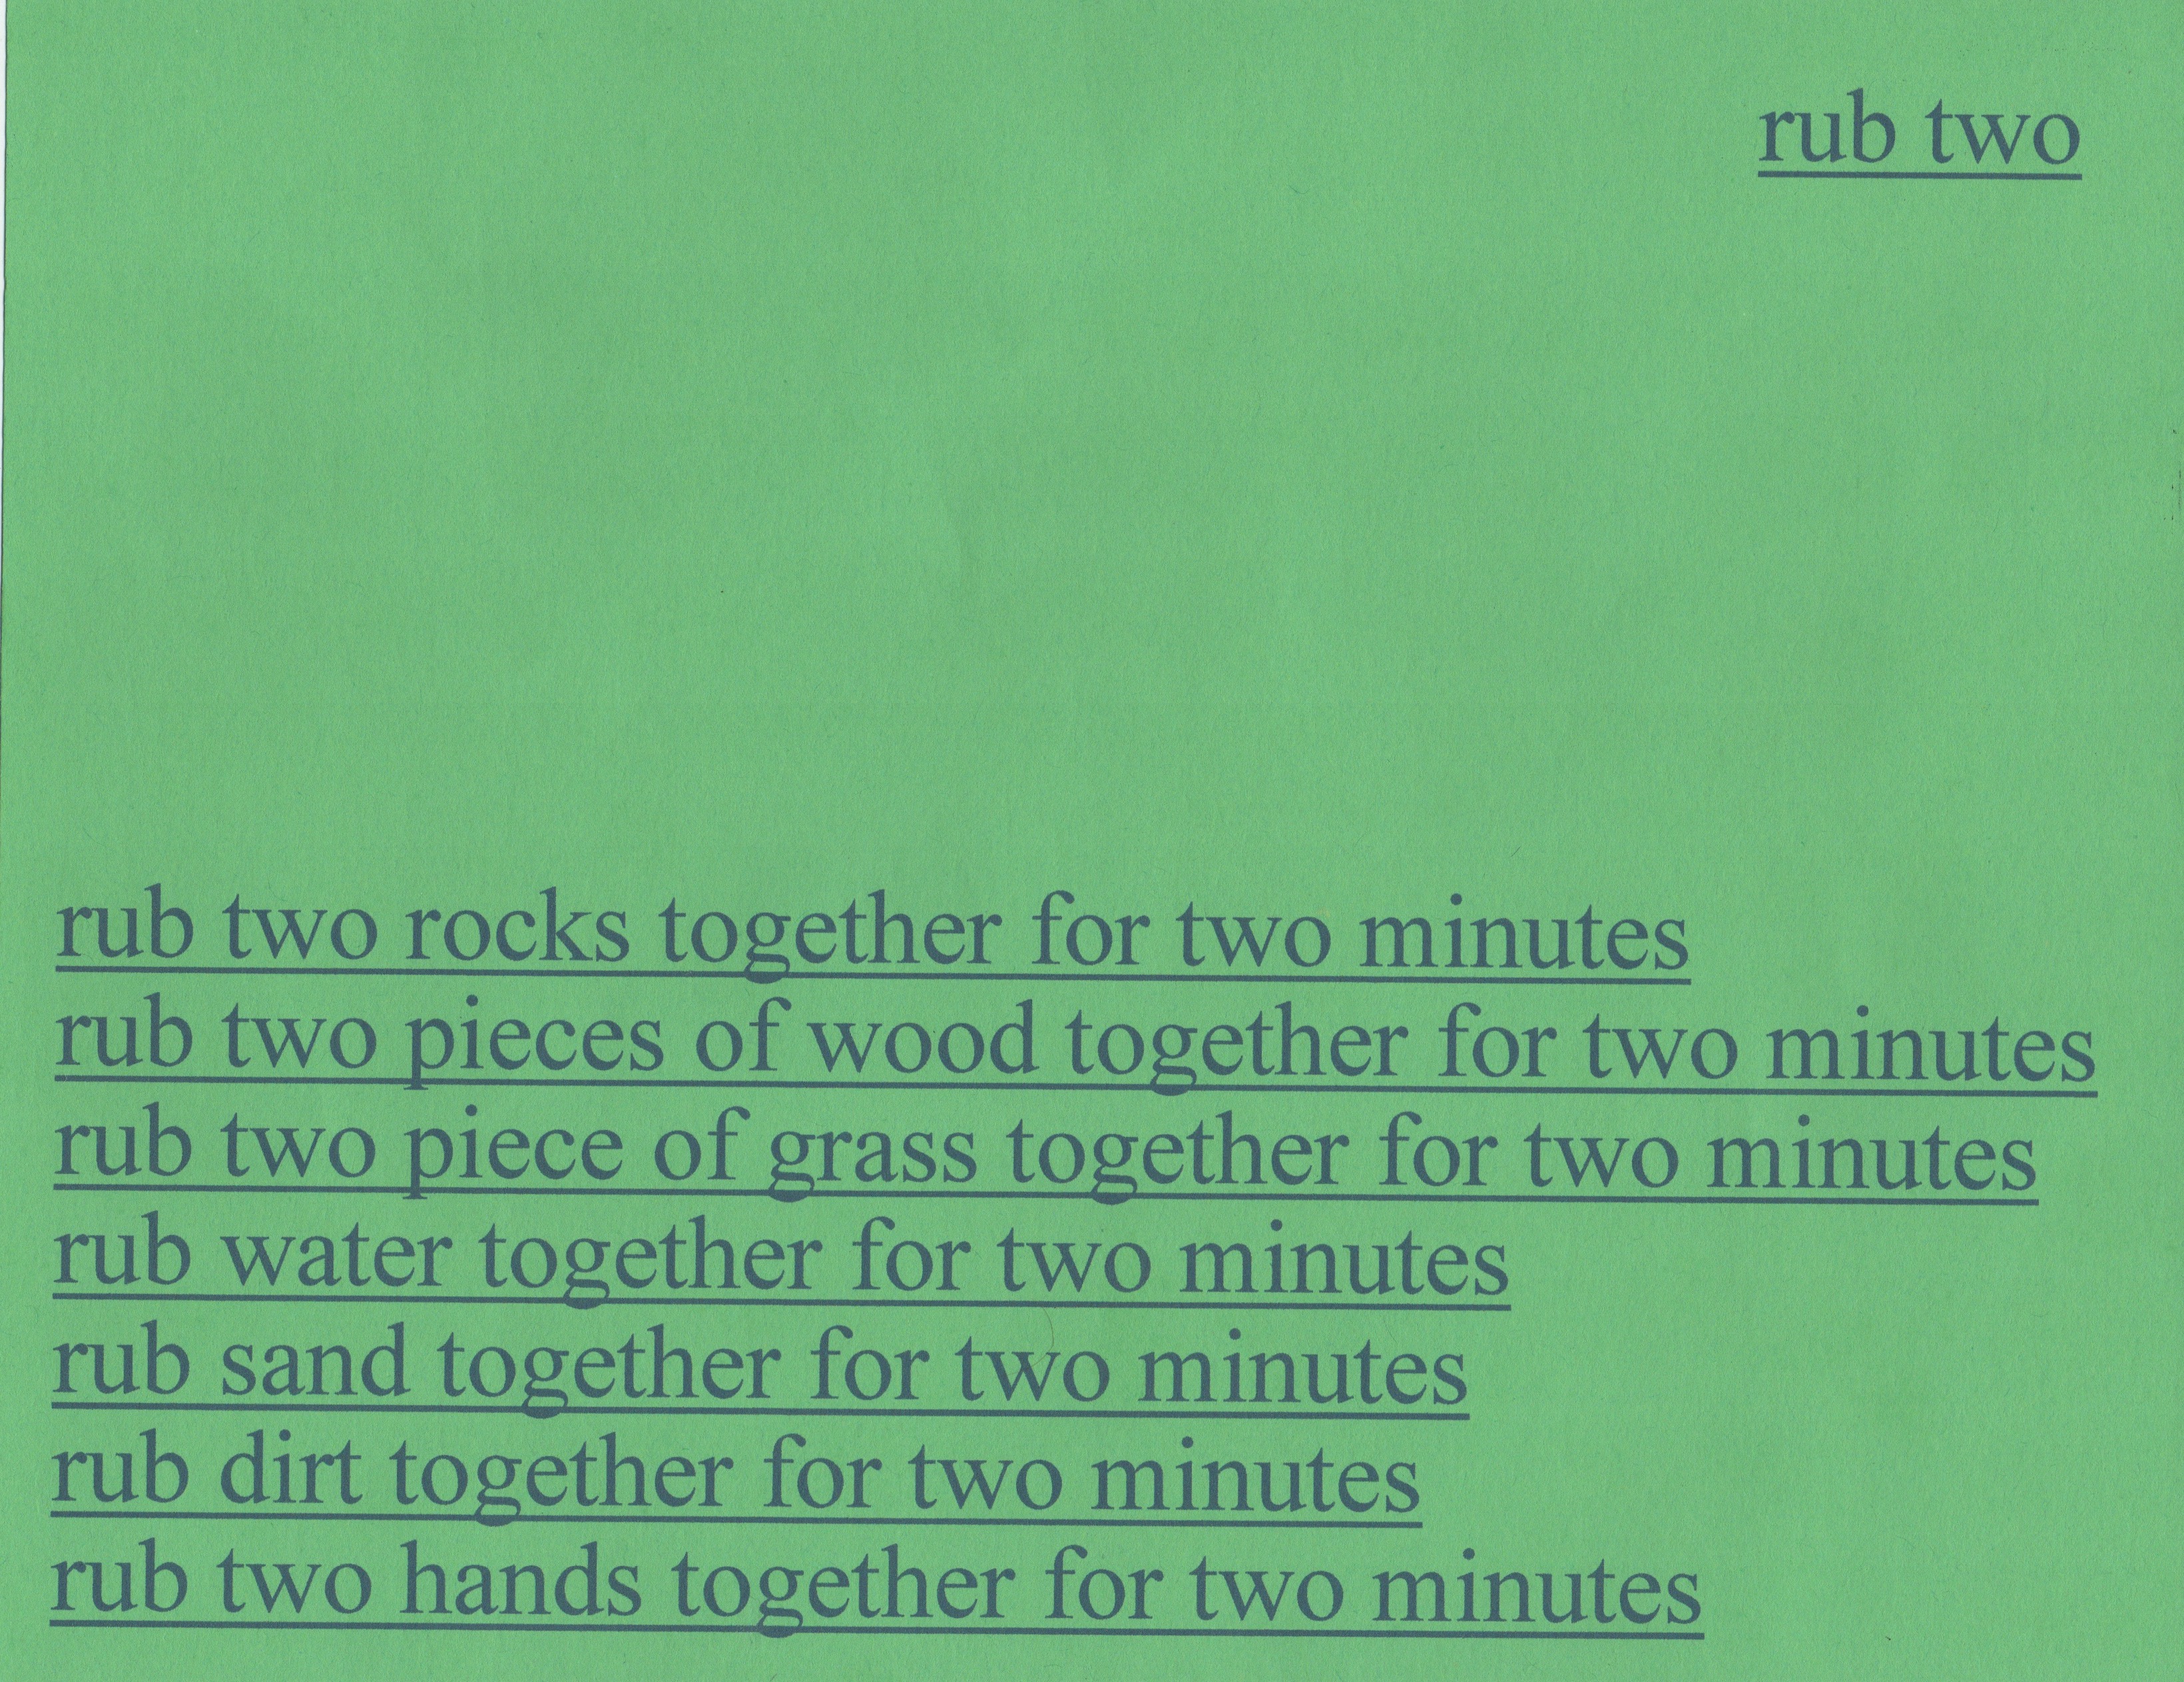 rub two
rub two rocks together for two minutes
rub two pieces of wood together for two minutes
rub two piece of grass together for two minutes
rub water together for two minutes
rub sand together for two minutes
rub dirt together for two minutes
rub two hands together for two minutes